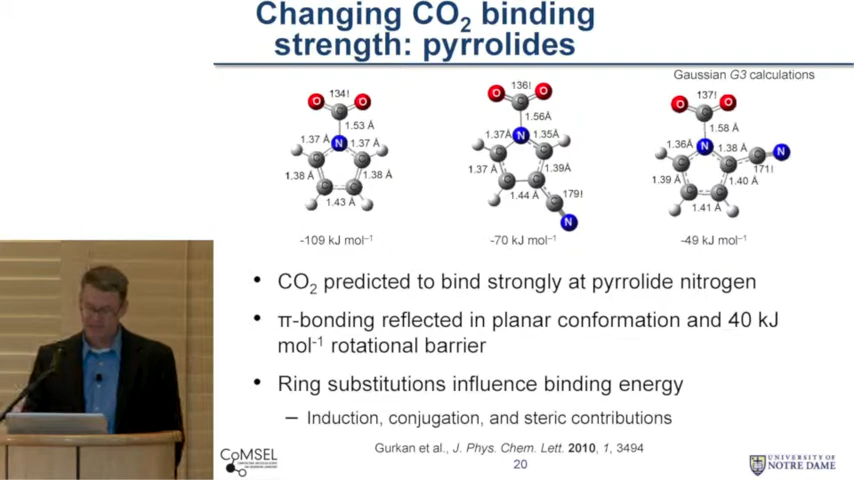 Changing CO₂ binding
strength: pyrrolides
Gaussian G3 calculations
134!
O O
C
1.53 Å
1.37 Å N 1.37 Å
C C
1.38 Å 1.38 Å
C C
1.43 Å
-109 kJ mol⁻¹
136!
O O
C
1.56Å
1.37Å N 1.35Å
C C
1.37 Å 1.39Å
C C
1.44 Å 179!
C
N
-70 kJ mol⁻¹
137!
O O
C
1.58 Å
1.36Å N 1.38 Å C N
C C 171!
1.39 Å 1.40 Å
C C
1.41 Å
-49 kJ mol⁻¹
• CO₂ predicted to bind strongly at pyrrolide nitrogen
• π-bonding reflected in planar conformation and 40 kJ
mol⁻¹ rotational barrier
• Ring substitutions influence binding energy
– Induction, conjugation, and steric contributions
Gurkan et al., J. Phys. Chem. Lett. 2010, 1, 3494
CoMSEL
20
UNIVERSITY OF
NOTRE DAME